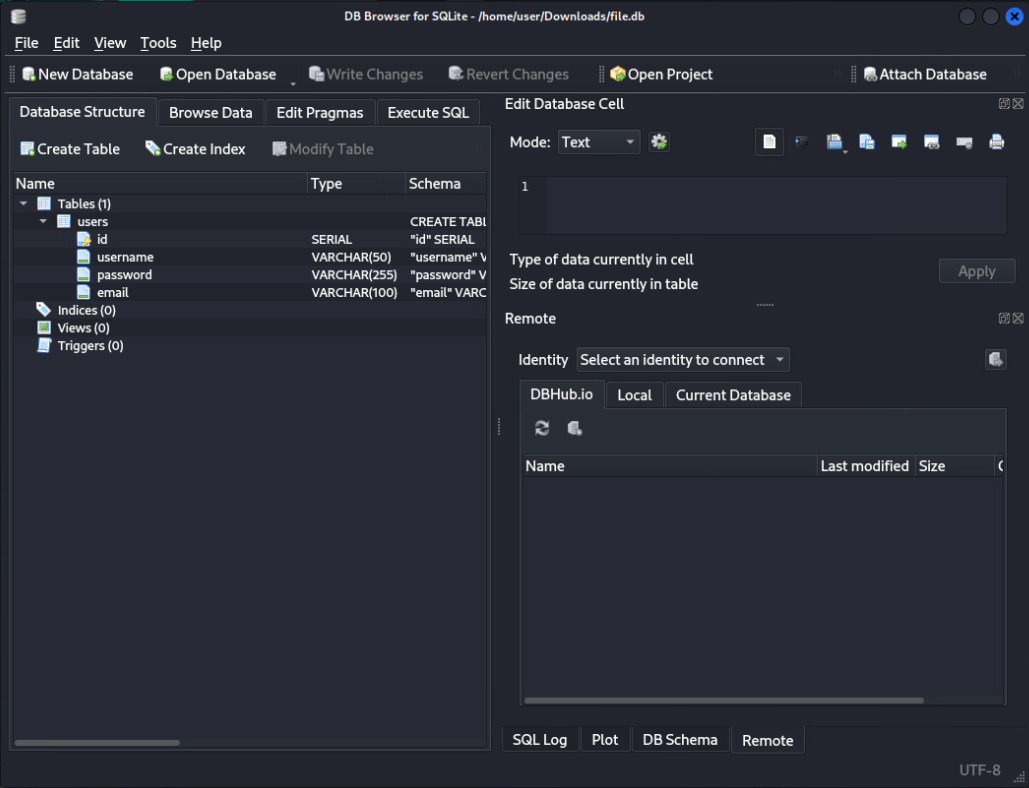 DB Browser for SQLite - /home/user/Downloads/file.db
File Edit View Tools Help
New Database Open Database Write Changes Revert Changes Open Project Attach Database
Database Structure Browse Data Edit Pragmas Execute SQL
Create Table Create Index Modify Table
Name Type Schema
Tables (1)
users CREATE TABL
id SERIAL "id" SERIAL
username VARCHAR(50) "username" V
password VARCHAR(255) "password" V
email VARCHAR(100) "email" VARC
Indices (0)
Views (0)
Triggers (0)
Edit Database Cell
Mode: Text
1
Type of data currently in cell
Size of data currently in table
Apply
Remote
Identity Select an identity to connect
DBHub.io Local Current Database
Name Last modified Size
SQL Log Plot DB Schema Remote
UTF-8